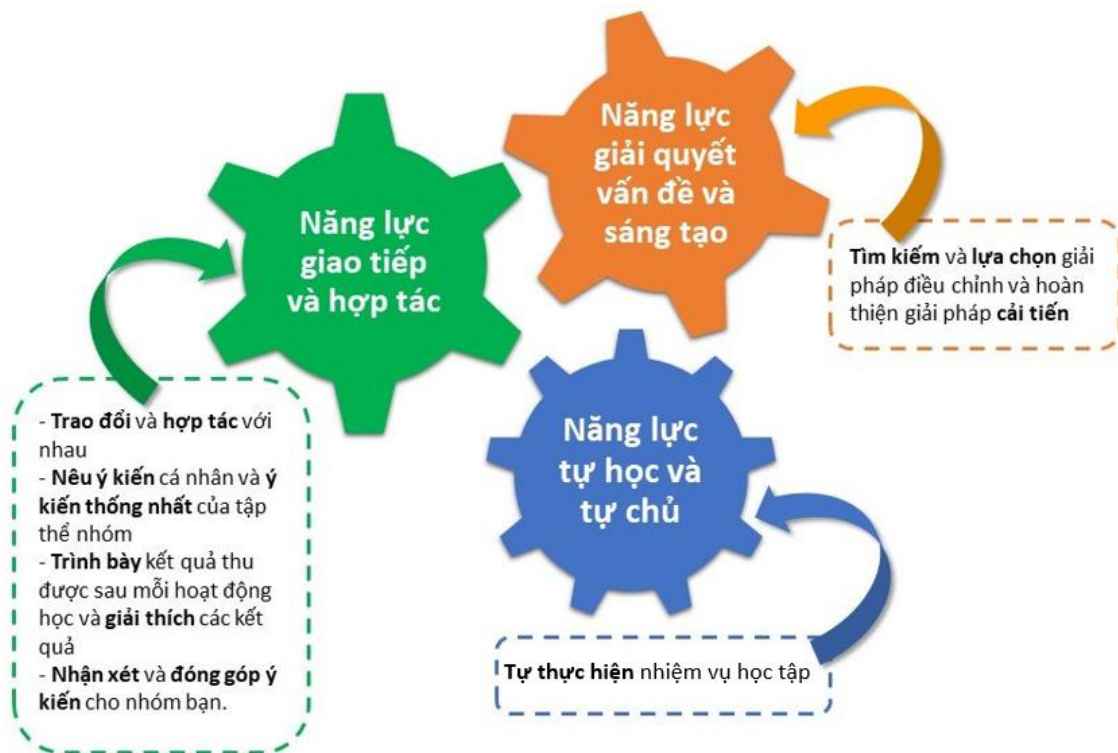 Năng lực
giao tiếp
và hợp tác
Năng lực
giải quyết
vấn đề và
sáng tạo
Tìm kiếm và lựa chọn giải
pháp điều chỉnh và hoàn
thiện giải pháp cải tiến
- Trao đổi và hợp tác với
nhau
- Nêu ý kiến cá nhân và ý
kiến thống nhất của tập
thể nhóm
- Trình bày kết quả thu
được sau mỗi hoạt động
học và giải thích các kết
quả
- Nhận xét và đóng góp ý
kiến cho nhóm bạn.
Năng lực
tự học và
tự chủ
Tự thực hiện nhiệm vụ học tập